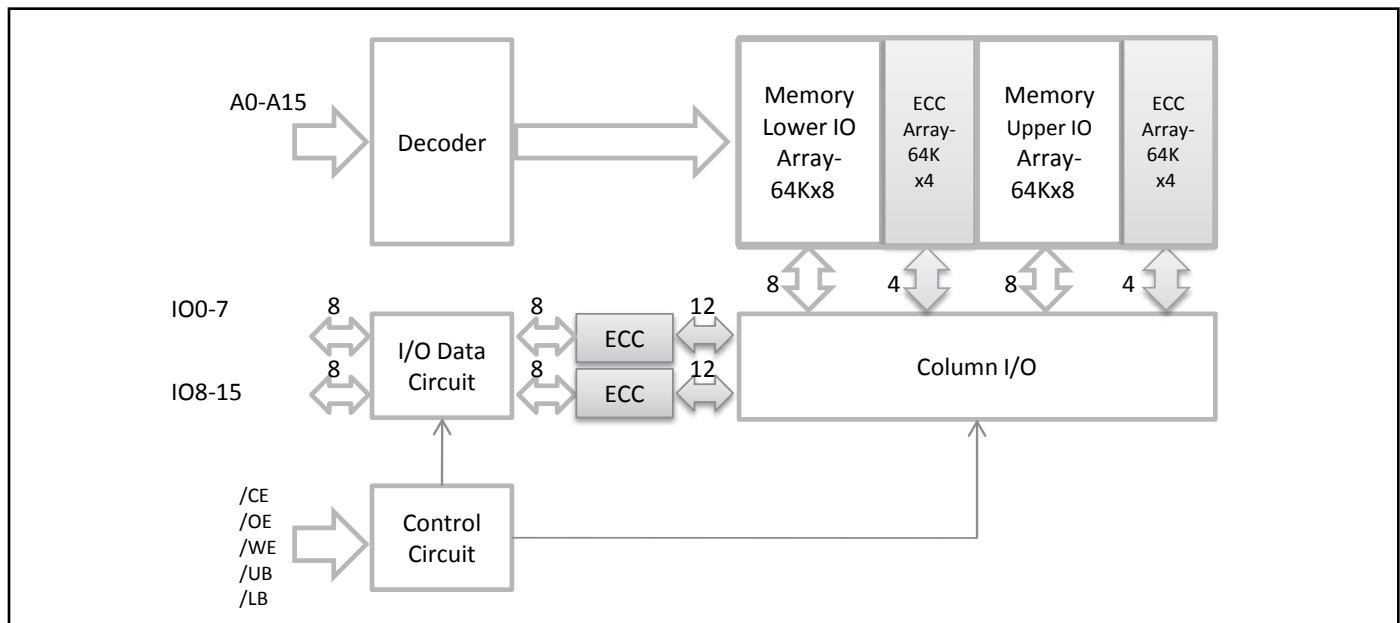 A0-A15
Decoder
Memory
Lower IO
Array-
64Kx8
ECC
Array-
64K
x4
Memory
Upper IO
Array-
64Kx8
ECC
Array-
64K
x4
8
4
8
4
IO0-7
8
8
12
I/O Data
Circuit
ECC
Column I/O
IO8-15
8
8
12
ECC
/CE
/OE
/WE
/UB
/LB
Control
Circuit